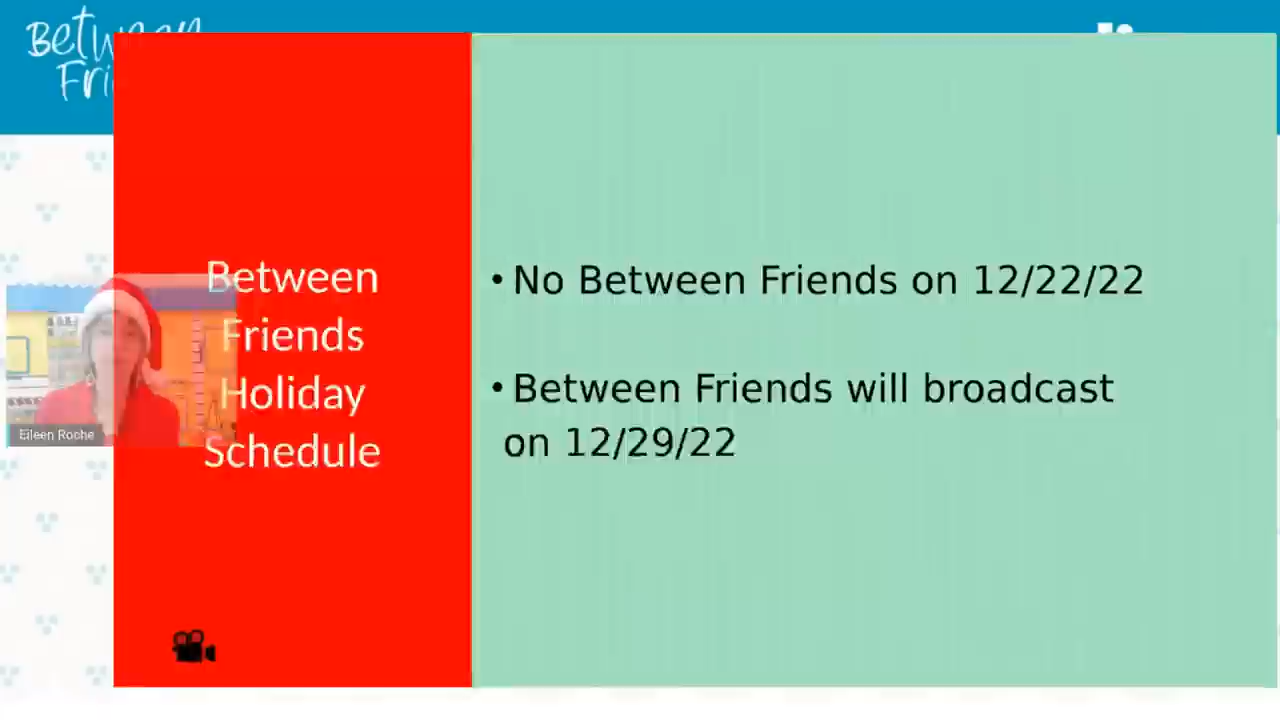 Between
Between
Friends
Holiday
Schedule
• No Between Friends on 12/22/22
• Between Friends will broadcast
on 12/29/22
Eileen Roche